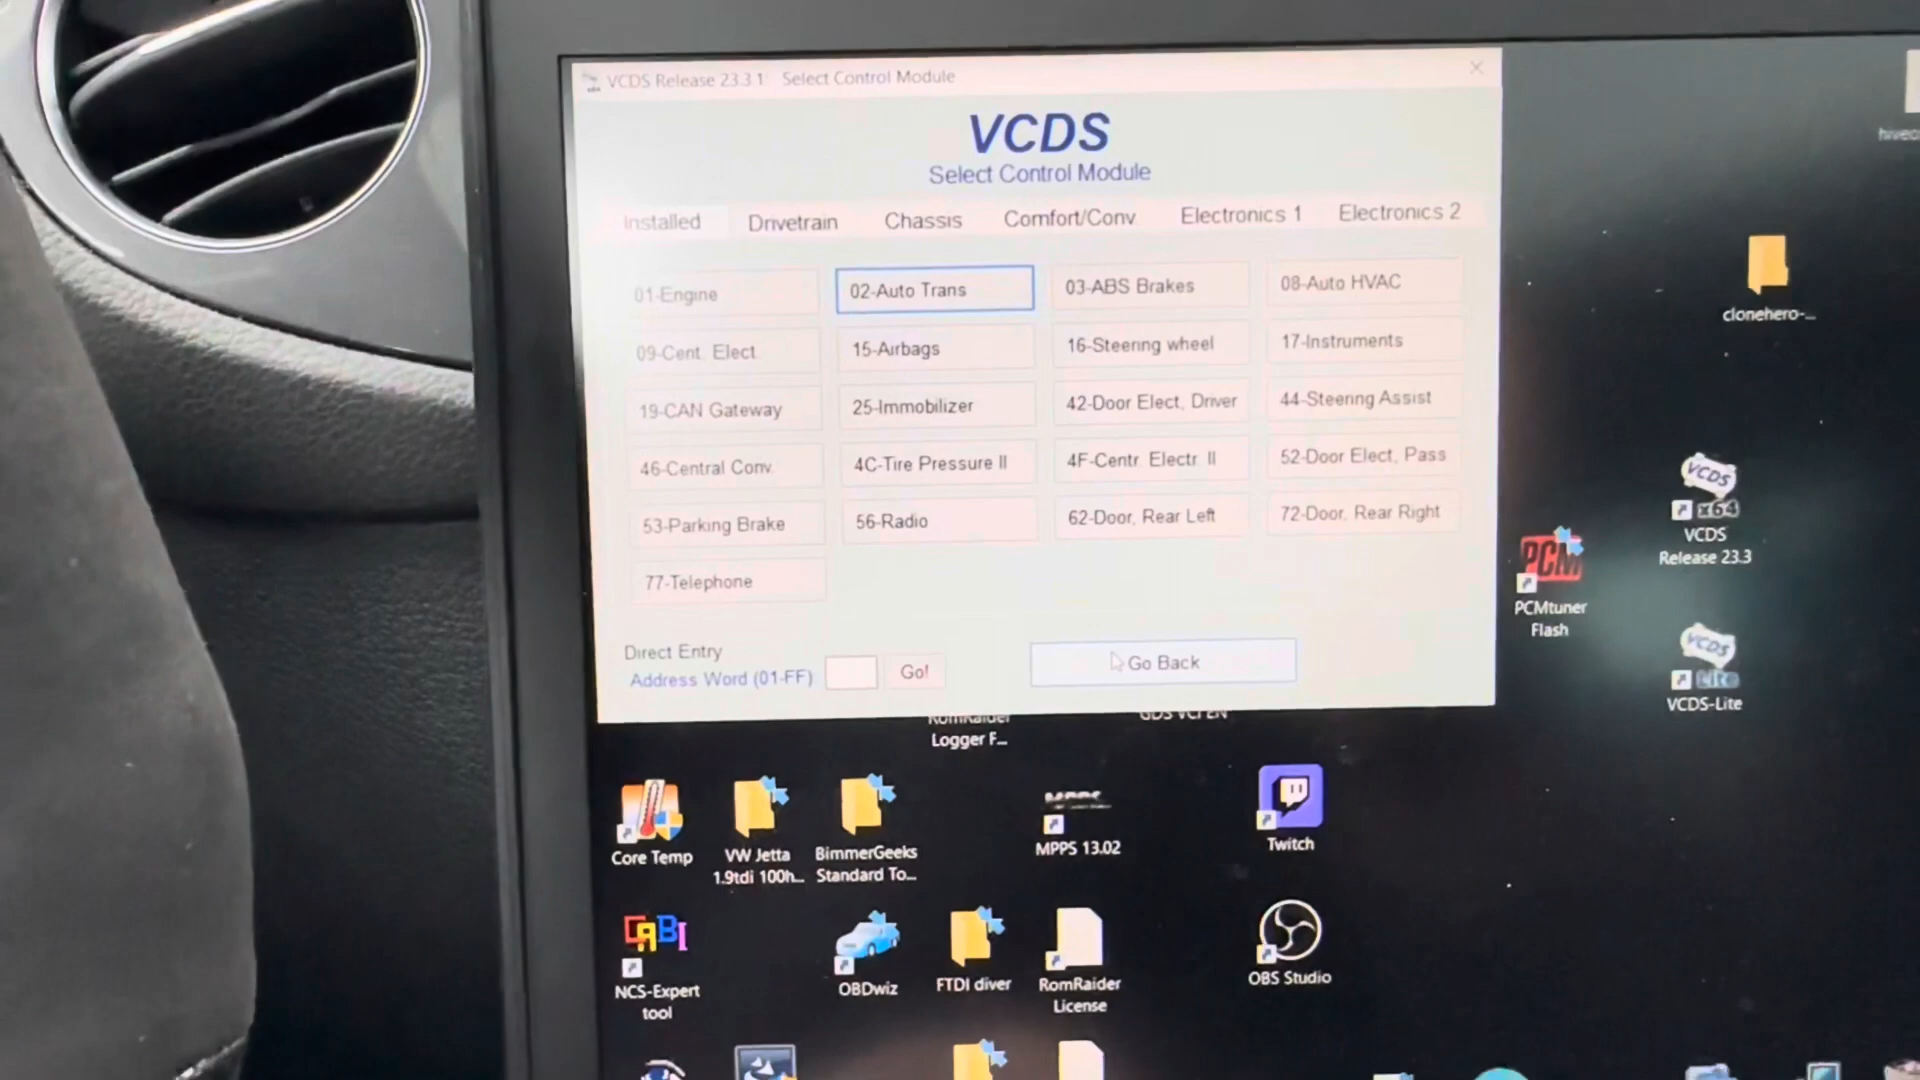 VCDS Release 23.3.1 Select Control Module
VCDS
Select Control Module
Installed Drivetrain Chassis Comfort/Conv. Electronics 1 Electronics 2
01-Engine 02-Auto Trans 03-ABS Brakes 08-Auto HVAC
09-Cent. Elect. 15-Airbags 16-Steering wheel 17-Instruments
19-CAN Gateway 25-Immobilizer 42-Door Elect, Driver 44-Steering Assist
46-Central Conv. 4C-Tire Pressure II 4F-Centr. Electr. II 52-Door Elect, Pass.
53-Parking Brake 56-Radio 62-Door, Rear Left 72-Door, Rear Right
77-Telephone
Direct Entry
Address Word (01-FF) Go! Go Back
clonehero-...
VCDS
x64
VCDS
Release 23.3
PCM
PCMtuner
Flash
VCDS
Lite
VCDS-Lite
RomRaider
Logger F...
GDS VCI EN
Core Temp
VW Jetta
1.9tdi 100h...
BimmerGeeks
Standard To...
MPPS
MPPS 13.02
Twitch
NCS-Expert
tool
OBDwiz
FTDI diver
RomRaider
License
OBS Studio